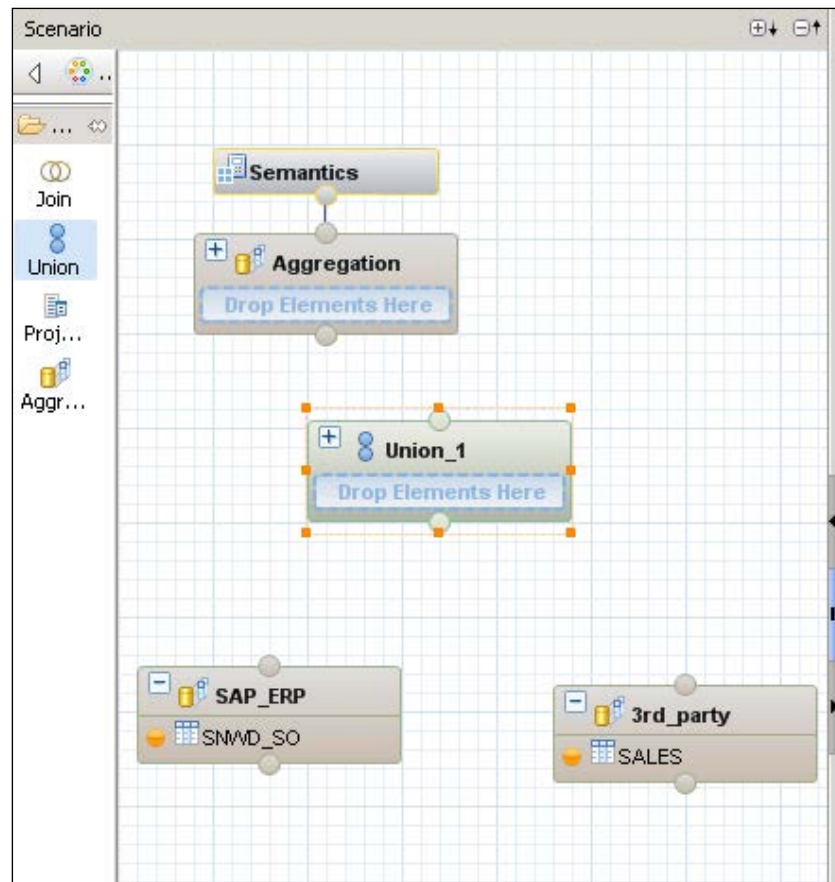 Scenario
..
...
Join
Union
Proj...
Aggr...
Semantics
Aggregation
Drop Elements Here
Union_1
Drop Elements Here
SAP_ERP
SNWD_SO
3rd_party
SALES